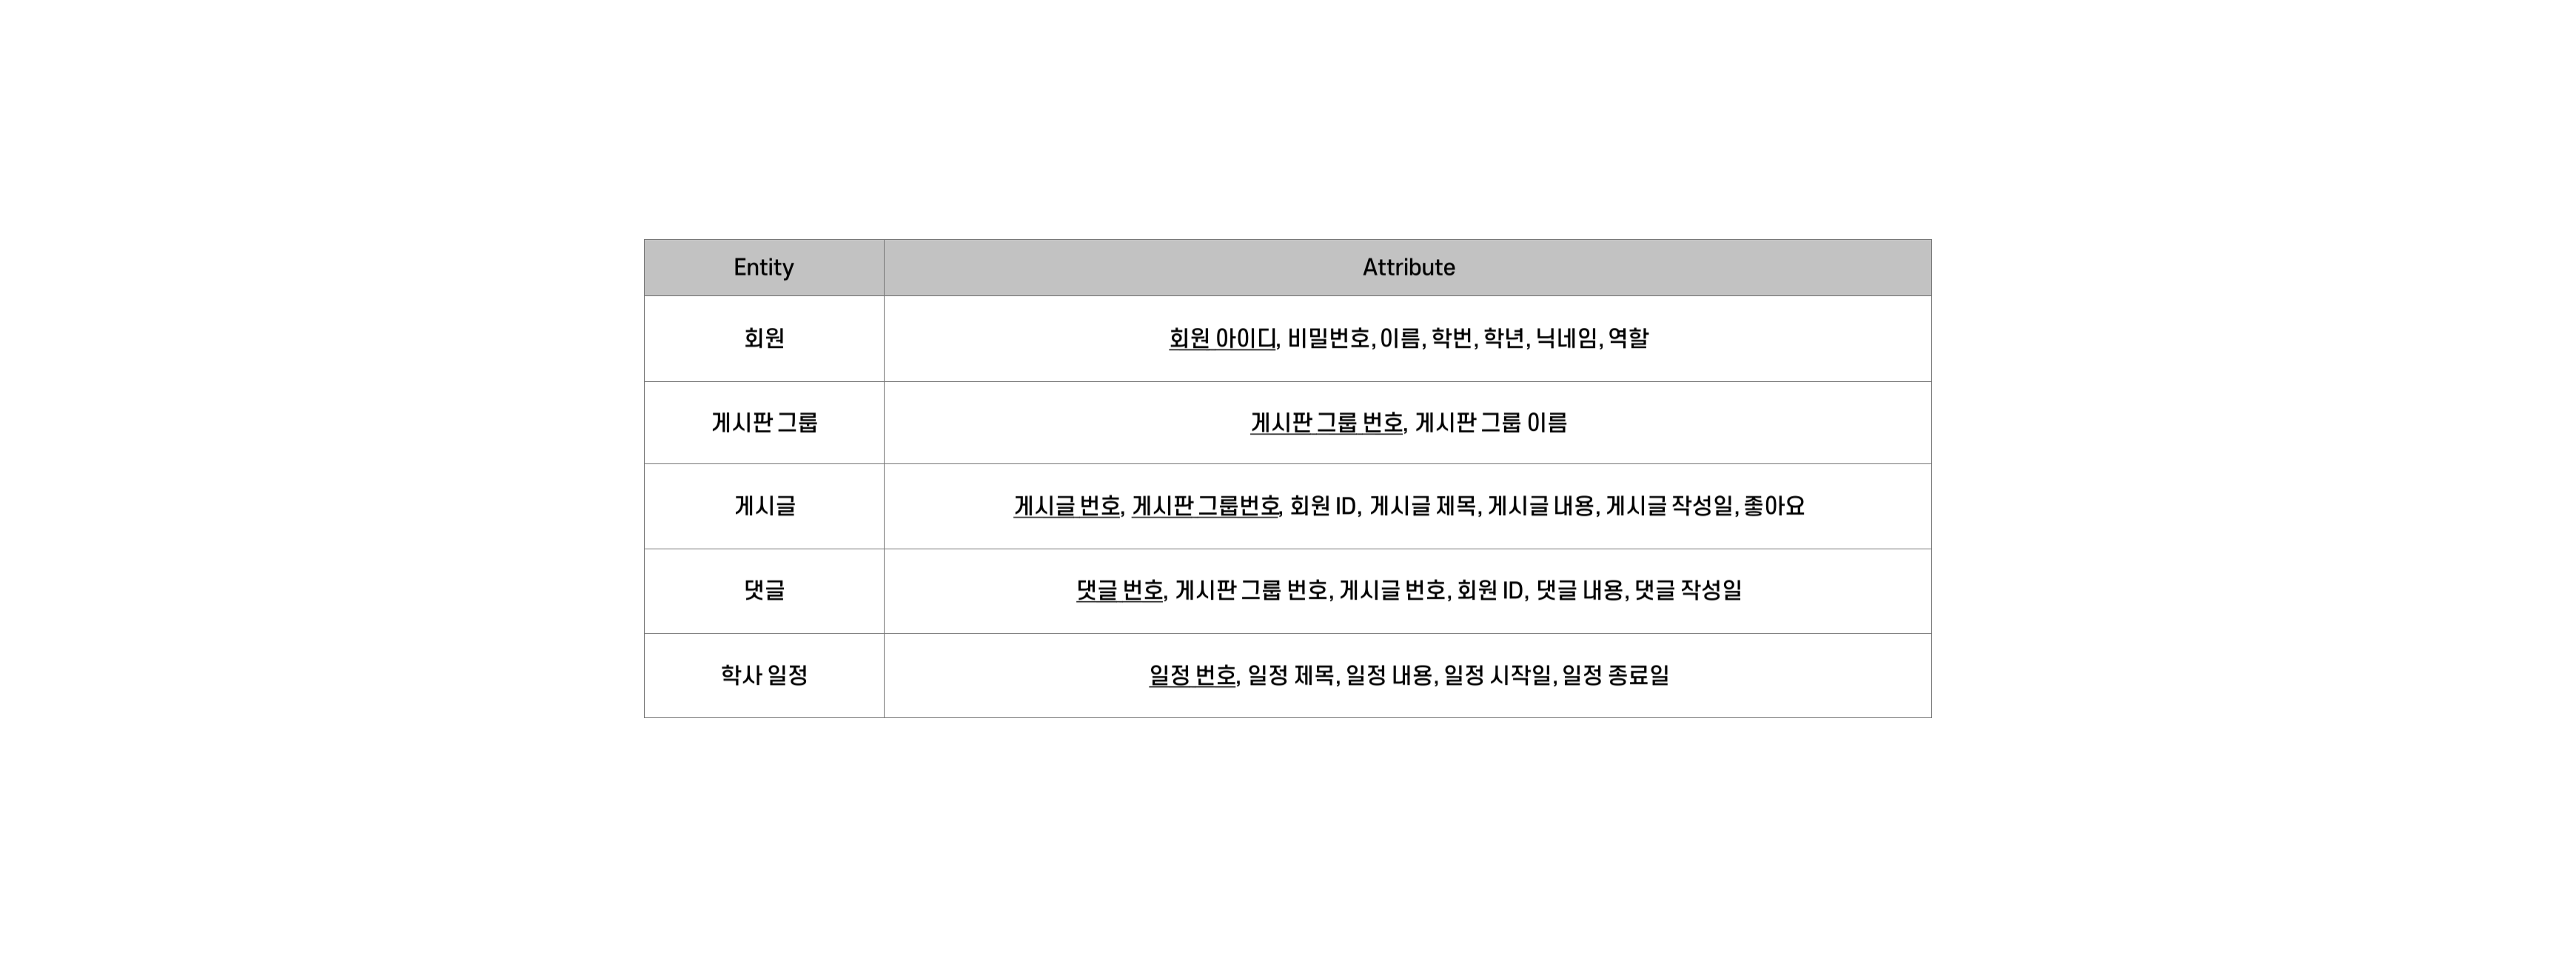 Entity Attribute
회원 회원 아이디, 비밀번호, 이름, 학번, 학년, 닉네임, 역할
게시판 그룹 게시판 그룹 번호, 게시판 그룹 이름
게시글 게시글 번호, 게시판 그룹번호, 회원 ID, 게시글 제목, 게시글 내용, 게시글 작성일, 좋아요
댓글 댓글 번호, 게시판 그룹 번호, 게시글 번호, 회원 ID, 댓글 내용, 댓글 작성일
학사 일정 일정 번호, 일정 제목, 일정 내용, 일정 시작일, 일정 종료일